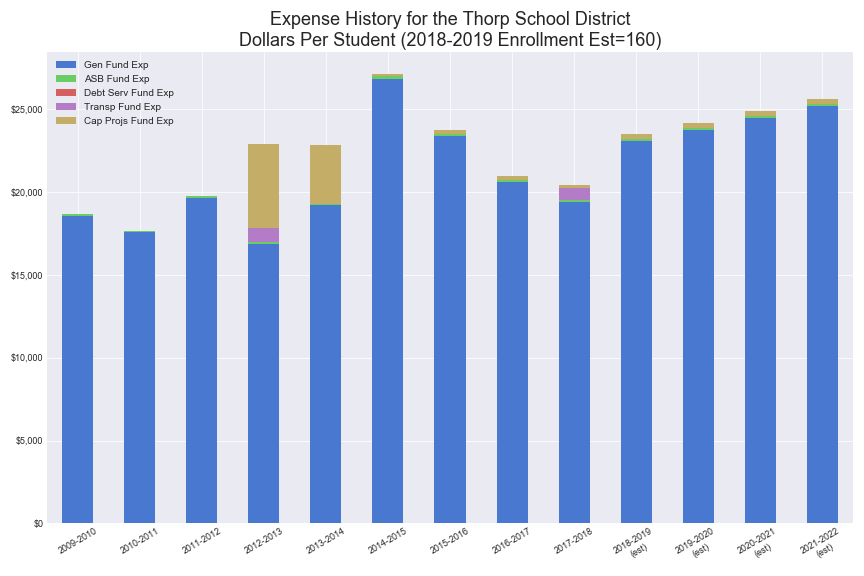 Expense History for the Thorp School District
Dollars Per Student (2018-2019 Enrollment Est=160)
Gen Fund Exp
ASB Fund Exp
Debt Serv Fund Exp
Transp Fund Exp
Cap Projs Fund Exp
$25,000
$20,000
$15,000
$10,000
$5,000
$0
2009-2010
2010-2011
2011-2012
2012-2013
2013-2014
2014-2015
2015-2016
2016-2017
2017-2018
2018-2019
(est)
2019-2020
(est)
2020-2021
(est)
2021-2022
(est)